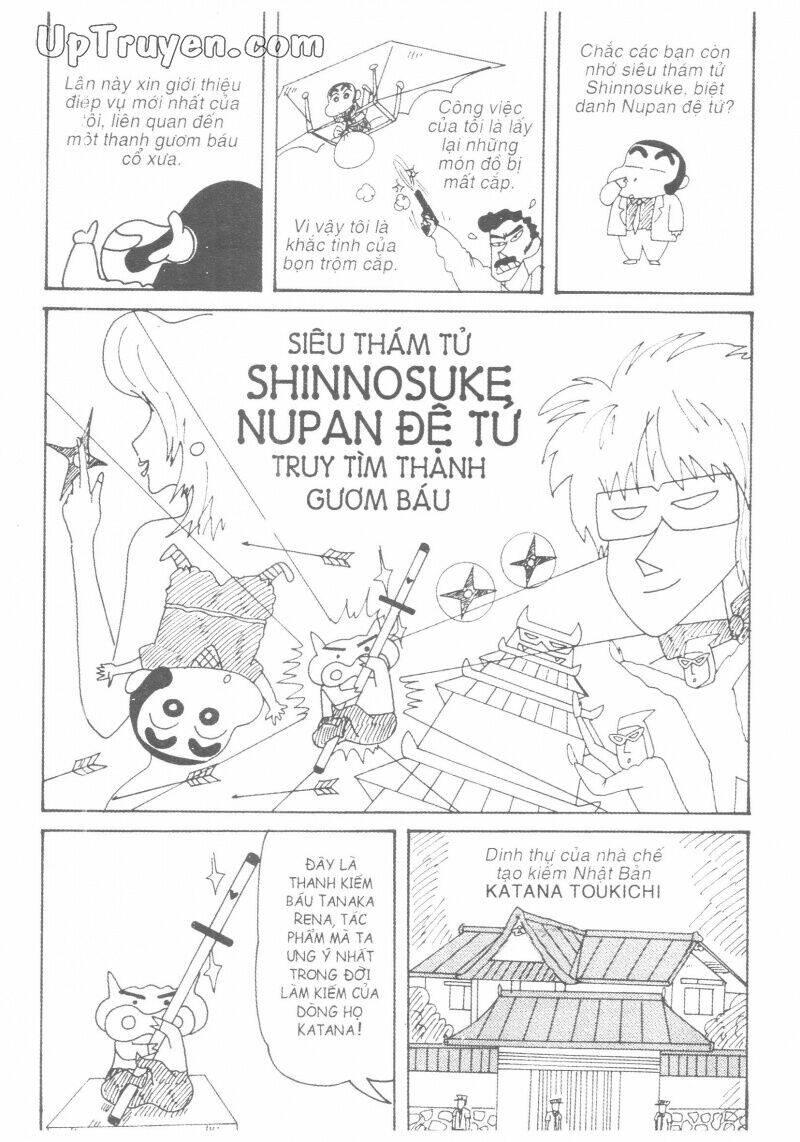 UpTruyen.com
Chắc các bạn còn
nhớ siêu thám tử
Shinnosuke, biệt
danh Nupan đệ tứ?
Công việc
của tôi là lấy
lại những
món đồ bị
mất cắp.
Vì vậy tôi là
khắc tinh của
bọn trộm cắp.
Lần này xin giới thiệu
điệp vụ mới nhất của
tôi, liên quan đến
một thanh gươm báu
cổ xưa.
SIÊU THÁM TỬ
SHINNOSUKE
NUPAN ĐỆ TỨ
TRUY TÌM THANH
GƯƠM BÁU
Dinh thự của nhà chế
tạo kiếm Nhật Bản
KATANA TOUKICHI
ĐÂY LÀ
THANH KIẾM
BÁU TANAKA
RENA, TÁC
PHẨM MÀ TA
ƯNG Ý NHẤT
TRONG ĐỜI
LÀM KIẾM CỦA
DÒNG HỌ
KATANA!